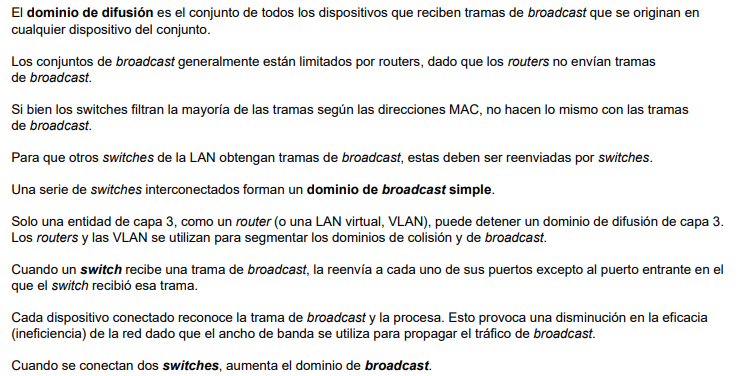 El dominio de difusión es el conjunto de todos los dispositivos que reciben tramas de broadcast que se originan en
cualquier dispositivo del conjunto.
Los conjuntos de broadcast generalmente están limitados por routers, dado que los routers no envían tramas
de broadcast.
Si bien los switches filtran la mayoría de las tramas según las direcciones MAC, no hacen lo mismo con las tramas
de broadcast.
Para que otros switches de la LAN obtengan tramas de broadcast, estas deben ser reenviadas por switches.
Una serie de switches interconectados forman un dominio de broadcast simple.
Solo una entidad de capa 3, como un router (o una LAN virtual, VLAN), puede detener un dominio de difusión de capa 3.
Los routers y las VLAN se utilizan para segmentar los dominios de colisión y de broadcast.
Cuando un switch recibe una trama de broadcast, la reenvía a cada uno de sus puertos excepto al puerto entrante en el
que el switch recibió esa trama.
Cada dispositivo conectado reconoce la trama de broadcast y la procesa. Esto provoca una disminución en la eficacia
(ineficiencia) de la red dado que el ancho de banda se utiliza para propagar el tráfico de broadcast.
Cuando se conectan dos switches, aumenta el dominio de broadcast.